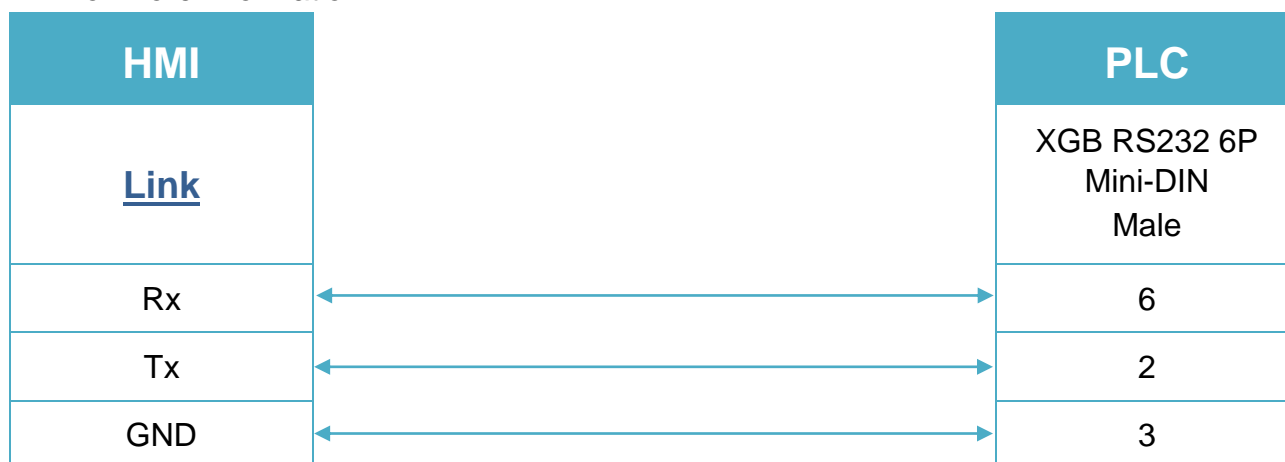 HMI PLC
Link XGB RS232 6P
Mini-DIN
Male
Rx 6
Tx 2
GND 3